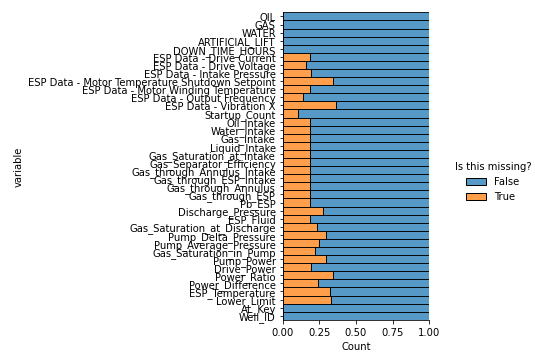 OIL
GAS
WATER
ARTIFICIAL_LIFT
DOWN_TIME_HOURS
ESP Data - Drive Current
ESP Data - Drive Voltage
ESP Data - Intake Pressure
ESP Data - Motor Temperature Shutdown Setpoint
ESP Data - Motor Winding Temperature
ESP Data - Output Frequency
ESP Data - Vibration X
Startup_Count
Oil_Intake
Water_Intake
Gas_Intake
Liquid_Intake
Gas_Saturation_at_Intake
Gas_Separator_Efficiency
Gas_through_Annulus_Intake
Gas_through_ESP_Intake
Gas_through_Annulus
Gas_through_ESP
Pb_ESP
Discharge_Pressure
ESP_Fluid
Gas_Saturation_at_Discharge
Pump_Delta_Pressure
Pump_Average_Pressure
Gas_Saturation_in_Pump
Pump_Power
Drive_Power
Power_Ratio
Power_Difference
ESP_Temperature
Lower_Limit
At_Key
Well_ID
variable
0.00 0.25 0.50 0.75 1.00
Count
Is this missing?
False
True